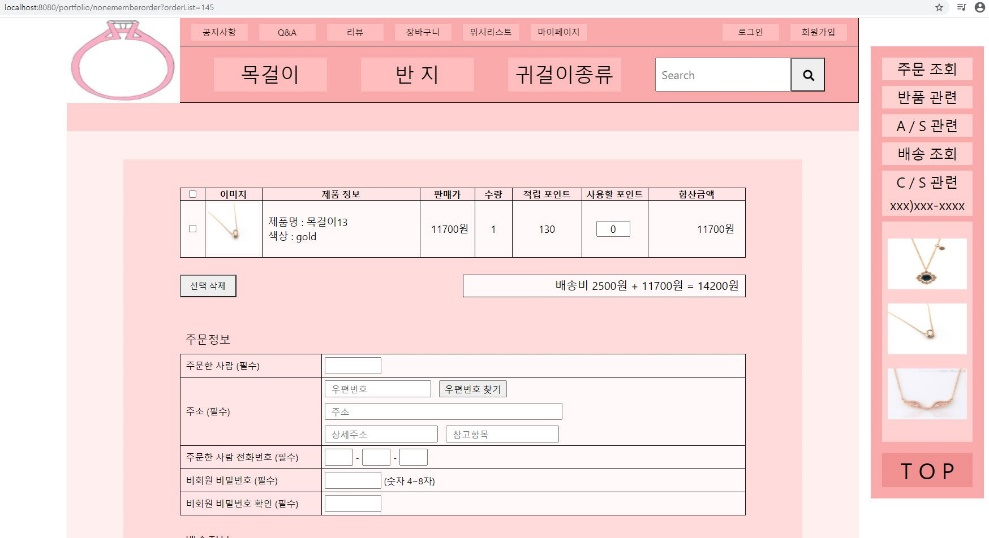 localhost:8080/portfolio/nonememberorder?orderList=145
공지사항 Q&A 리뷰 장바구니 위시리스트 마이페이지 로그인 회원가입
목걸이 반 지 귀걸이종류 Search
주문 조회
반품 관련
A / S 관련
배송 조회
C / S 관련
xxx)xxx-xxxx
이미지 제품 정보 판매가 수량 적립 포인트 사용할 포인트 합산금액
제품명 : 목걸이13
색상 : gold
11700원 1 130 0 11700원
선택 삭제 배송비 2500원 + 11700원 = 14200원
주문정보
주문한 사람 (필수)
주소 (필수)
우편번호 우편번호 찾기
주소
상세주소 참고항목
주문한 사람 전화번호 (필수) - -
비회원 비밀번호 (필수) (숫자 4~8자)
비회원 비밀번호 확인 (필수)
T O P